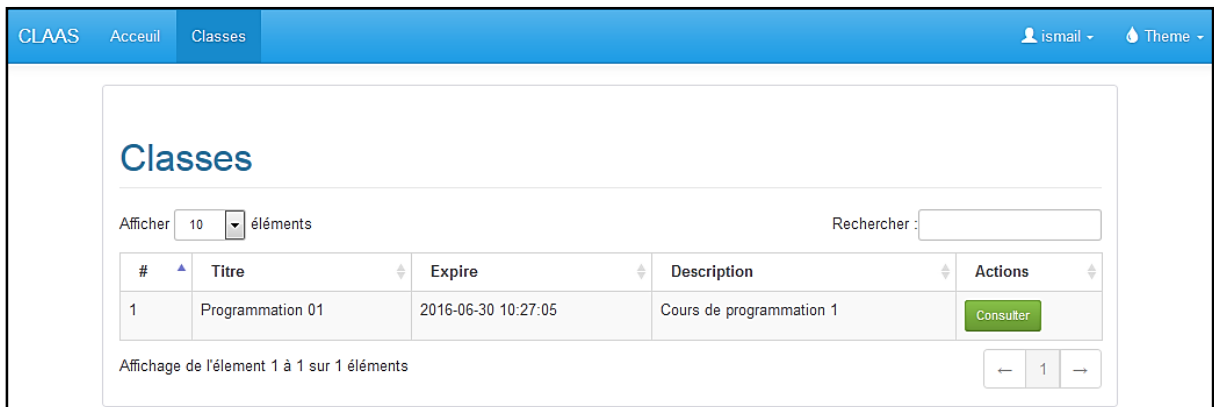 CLAAS Acceuil Classes ismail Theme
Classes
Afficher 10 éléments Rechercher :
# Titre Expire Description Actions
1 Programmation 01 2016-06-30 10:27:05 Cours de programmation 1 Consulter
Affichage de l'élement 1 à 1 sur 1 éléments ← 1 →